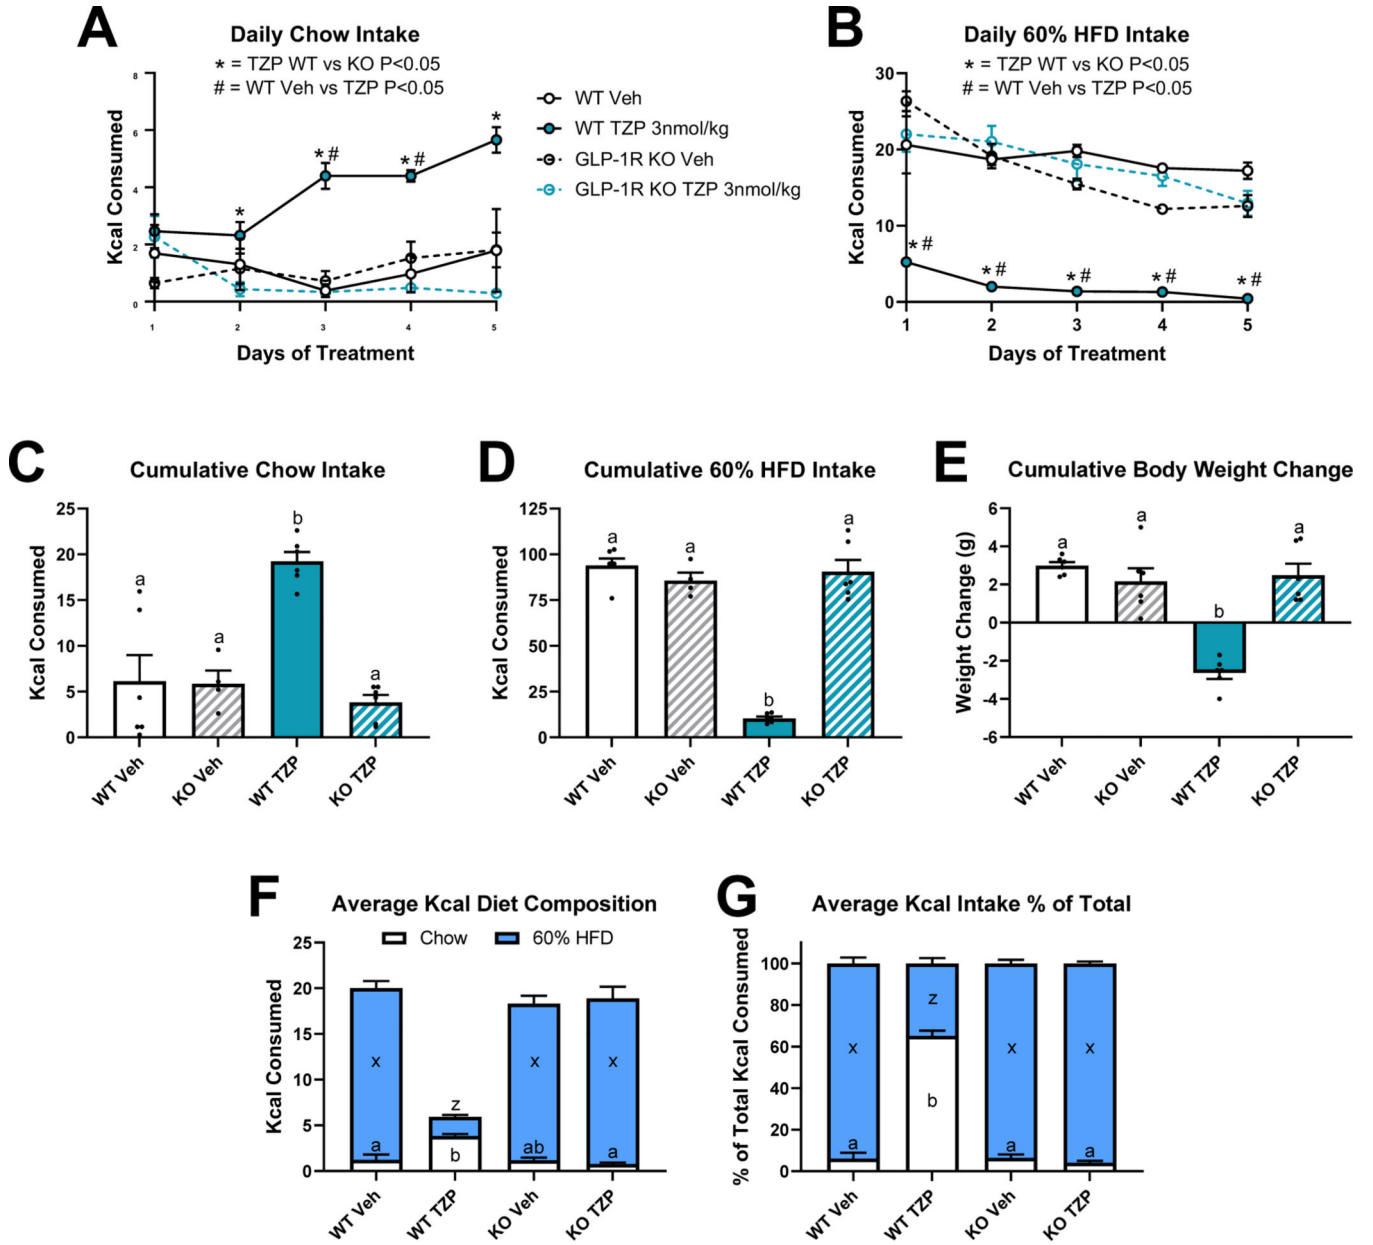 A
Daily Chow Intake
* = TZP WT vs KO P<0.05
# = WT Veh vs TZP P<0.05
Kcal Consumed
8
6
4
2
0
*
*#
*#
*
1 2 3 4 5
Days of Treatment
WT Veh
WT TZP 3nmol/kg
GLP-1R KO Veh
GLP-1R KO TZP 3nmol/kg
B
Daily 60% HFD Intake
* = TZP WT vs KO P<0.05
# = WT Veh vs TZP P<0.05
Kcal Consumed
30
20
10
0
*#
*#
*#
*#
*#
1 2 3 4 5
Days of Treatment
C
Cumulative Chow Intake
Kcal Consumed
25
20
15
10
5
0
a
a
b
a
WT Veh
KO Veh
WT TZP
KO TZP
D
Cumulative 60% HFD Intake
Kcal Consumed
125
100
75
50
25
0
a
a
b
a
WT Veh
KO Veh
WT TZP
KO TZP
E
Cumulative Body Weight Change
Weight Change (g)
6
4
2
0
-2
-4
-6
a
a
b
a
WT Veh
KO Veh
WT TZP
KO TZP
F
Average Kcal Diet Composition
Chow 60% HFD
Kcal Consumed
25
20
15
10
5
0
x
a
z
b
x
ab
x
a
WT Veh
WT TZP
KO Veh
KO TZP
G
Average Kcal Intake % of Total
% of Total Kcal Consumed
100
80
60
40
20
0
x
a
z
b
x
a
x
a
WT Veh
WT TZP
KO Veh
KO TZP